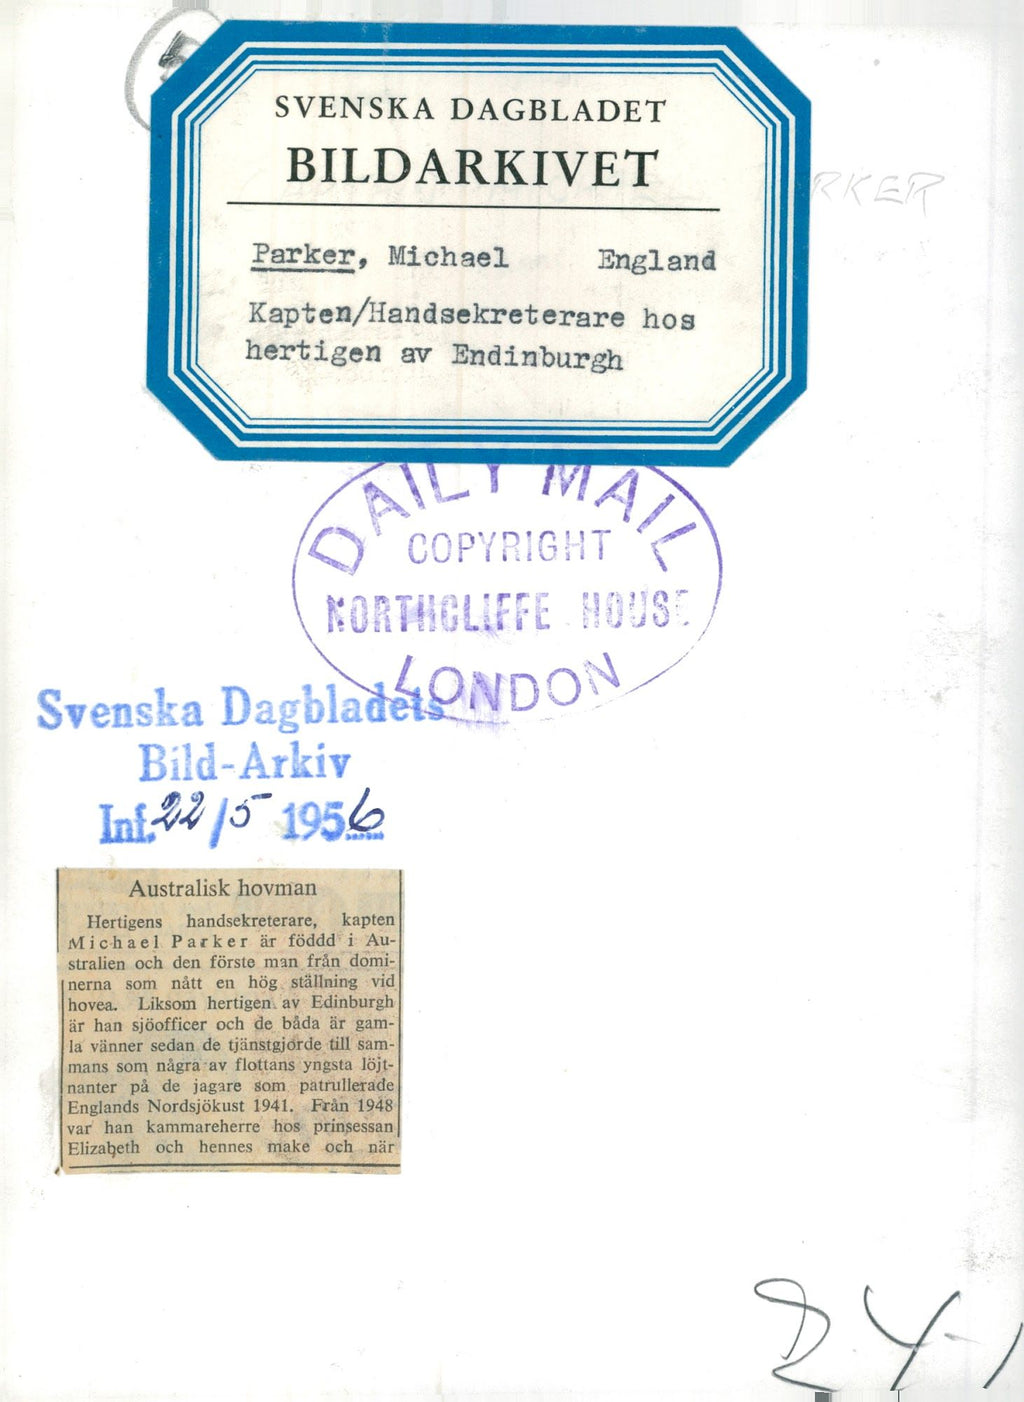 SVENSKA DAGBLADET
BILDARKIVET
Parker, Michael England
Kapten/Handsekreterare hos
hertigen av Endinburgh
RKER
DAILY MAIL
COPYRIGHT
NORTHCLIFFE HOUSE
LONDON
Svenska Dagbladets
Bild-Arkiv
Inf. 22/5 1956
Australisk hovman
Hertigens handsekreterare, kapten
Michael Parker är föddd i Au-
stralien och den förste man från domi-
nerna som nått en hög ställning vid
hovea. Liksom hertigen av Edinburgh
är han sjöofficer och de båda är gam-
la vänner sedan de tjänstgjorde till sam-
mans som några av flottans yngsta löjt-
nanter på de jagare som patrullerade
Englands Nordsjökust 1941. Från 1948
var han kammareherre hos prinsessan
Elizabeth och hennes make och när